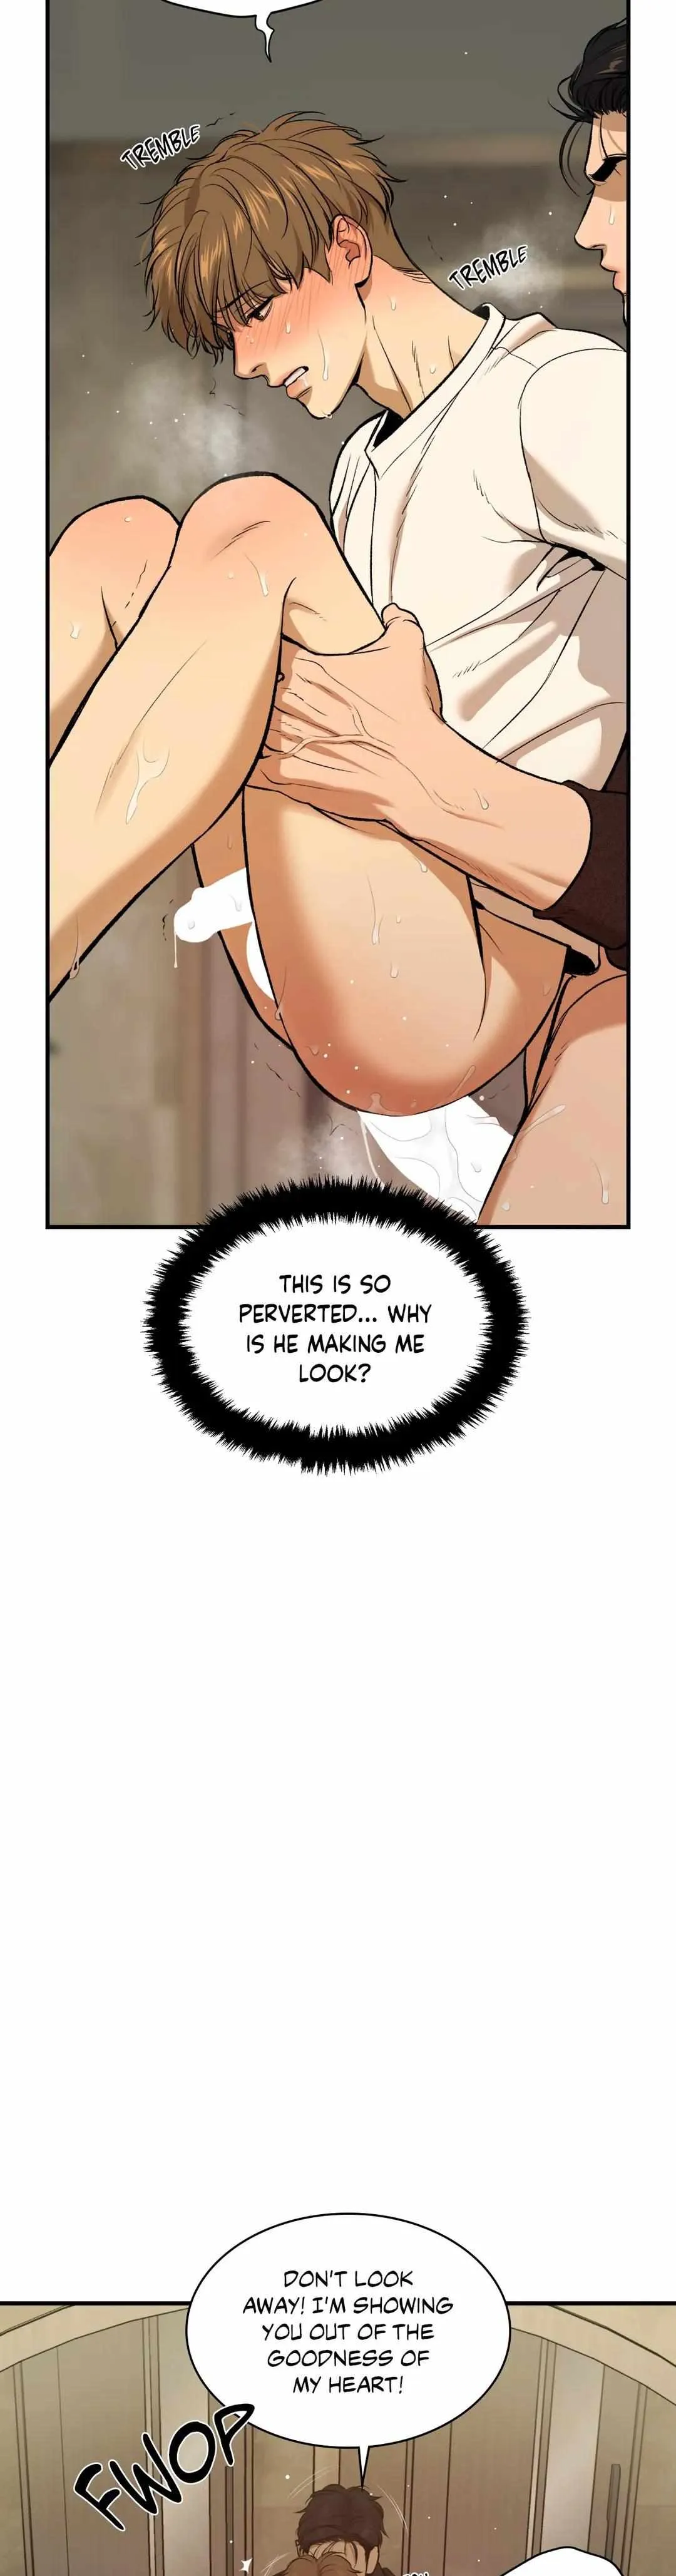 TREMBLE
TREMBLE
THIS IS SO
PERVERTED... WHY
IS HE MAKING ME
LOOK?
DON'T LOOK
AWAY! I'M SHOWING
YOU OUT OF THE
GOODNESS OF
MY HEART!
FWOP